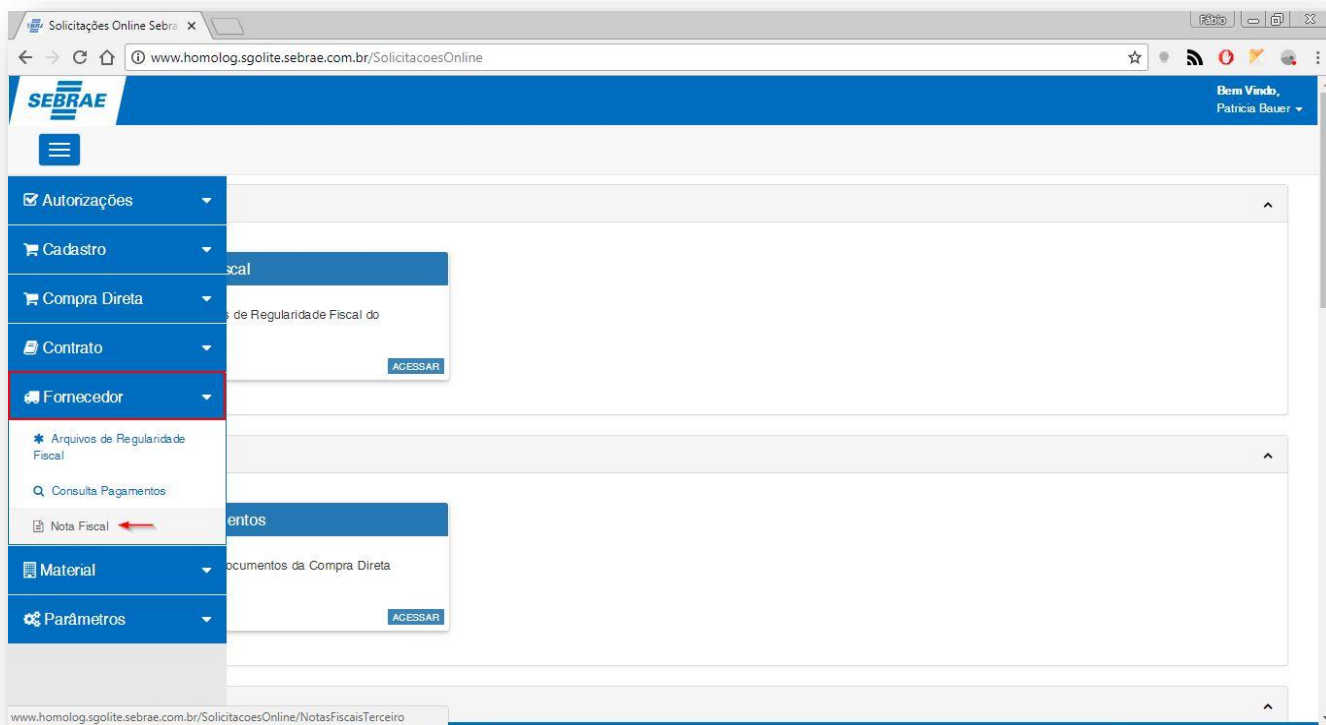 Solicitações Online Sebra
Fábio
www.homolog.sgolite.sebrae.com.br/SolicitacoesOnline
SEBRAE
Bem Vindo,
Patricia Bauer
Autorizações
Cadastro
scal
Compra Direta
s de Regularidade Fiscal do
Contrato
ACESSAR
Fornecedor
Arquivos de Regularidade
Fiscal
Consulta Pagamentos
Nota Fiscal
entos
Material
ocumentos da Compra Direta
Parâmetros
ACESSAR
www.homolog.sgolite.sebrae.com.br/SolicitacoesOnline/NotasFiscaisTerceiro